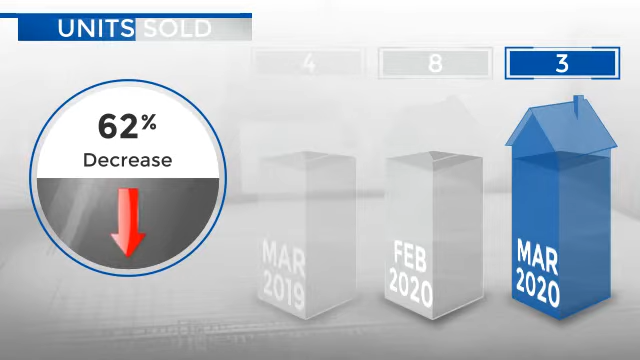 UNITS SOLD
4
8
3
62%
Decrease
MAR
2019
FEB
2020
MAR
2020